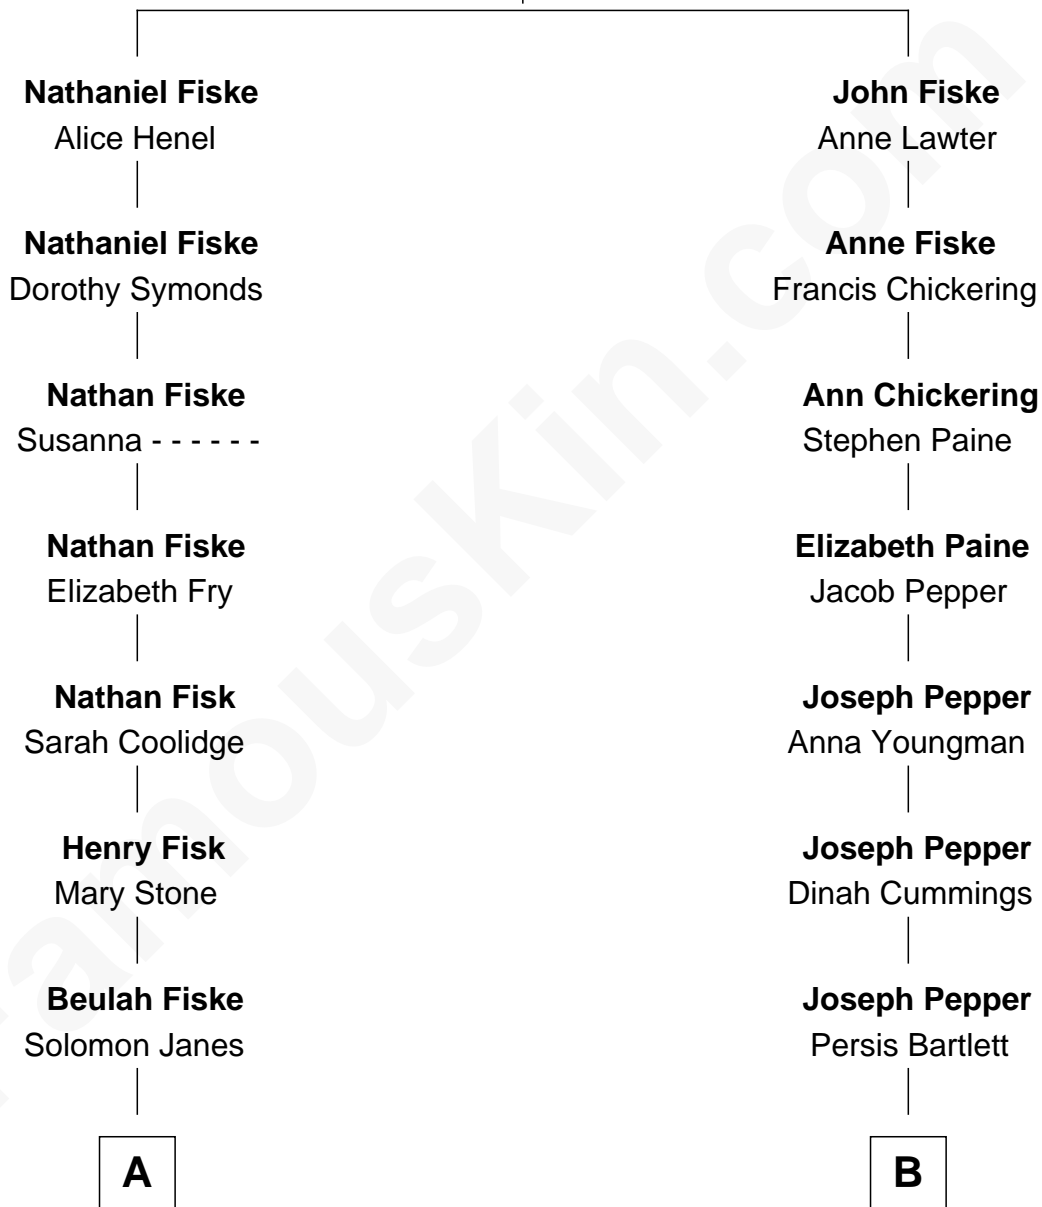 Nathaniel Fiske
Alice Henel
Nathaniel Fiske
Dorothy Symonds
Nathan Fiske
Susanna - - - - - -
Nathan Fiske
Elizabeth Fry
Nathan Fisk
Sarah Coolidge
Henry Fisk
Mary Stone
Beulah Fiske
Solomon Janes
A
John Fiske
Anne Lawter
Anne Fiske
Francis Chickering
Ann Chickering
Stephen Paine
Elizabeth Paine
Jacob Pepper
Joseph Pepper
Anna Youngman
Joseph Pepper
Dinah Cummings
Joseph Pepper
Persis Bartlett
B
FamousKin.com